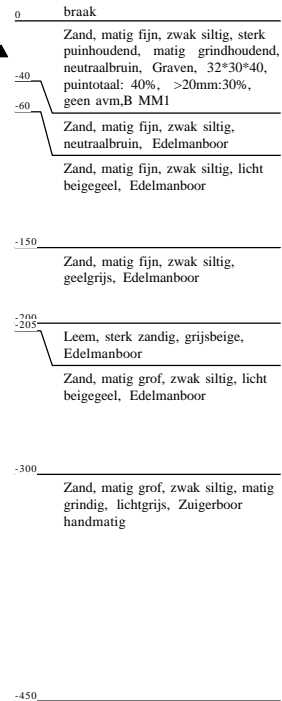 0 braak
Zand, matig fijn, zwak siltig, sterk
puinhoudend, matig grindhoudend,
neutraalbruin, Graven, 32*30*40,
puintotaal: 40%, >20mm:30%,
geen avm,B MM1
-40
-60
Zand, matig fijn, zwak siltig,
neutraalbruin, Edelmanboor
Zand, matig fijn, zwak siltig, licht
beigegeel, Edelmanboor
-150
Zand, matig fijn, zwak siltig,
geelgrijs, Edelmanboor
-200
-205
Leem, sterk zandig, grijsbeige,
Edelmanboor
Zand, matig grof, zwak siltig, licht
beigegeel, Edelmanboor
-300
Zand, matig grof, zwak siltig, matig
grindig, lichtgrijs, Zuigerboor
handmatig
-450